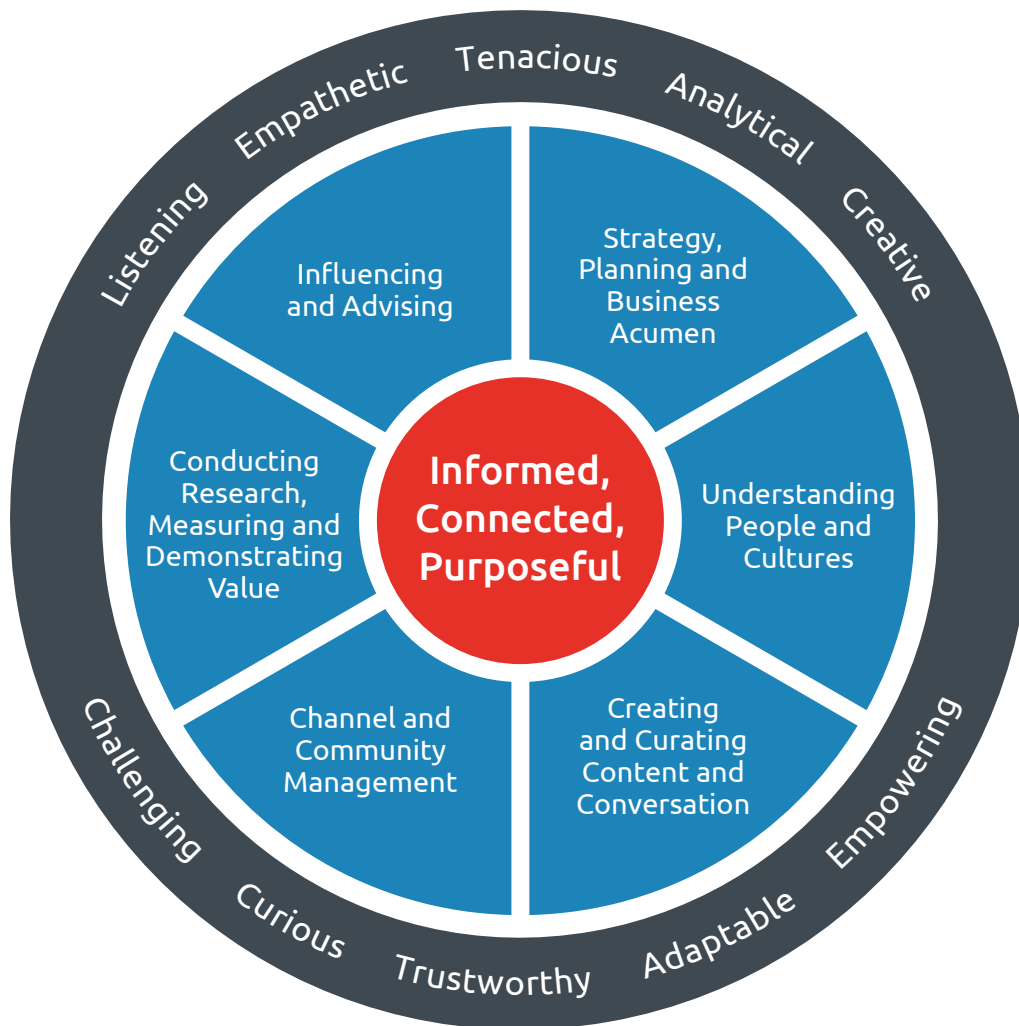 Listening
Empathetic
Tenacious
Analytical
Creative
Influencing
and Advising
Strategy,
Planning and
Business
Acumen
Conducting
Research,
Measuring and
Demonstrating
Value
Informed,
Connected,
Purposeful
Understanding
People and
Cultures
Channel and
Community
Management
Creating
and Curating
Content and
Conversation
Challenging
Curious
Trustworthy
Adaptable
Empowering